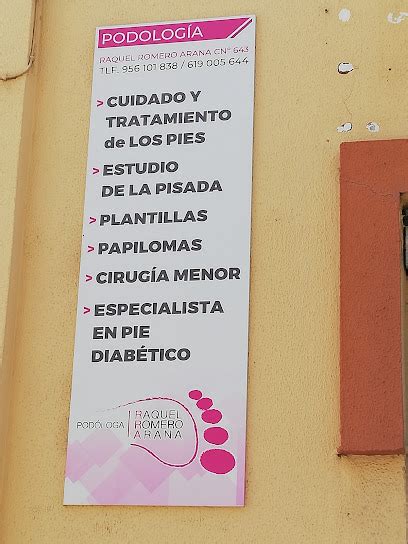 PODOLOGÍA
RAQUEL ROMERO ARANA CNº 643
TLF. 956 101 838 / 619 005 644
> CUIDADO Y
TRATAMIENTO
de LOS PIES
> ESTUDIO
DE LA PISADA
> PLANTILLAS
> PAPILOMAS
> CIRUGÍA MENOR
> ESPECIALISTA
EN PIE
DIABÉTICO
PODÓLOGA
RAQUEL
ROMERO
ARANA